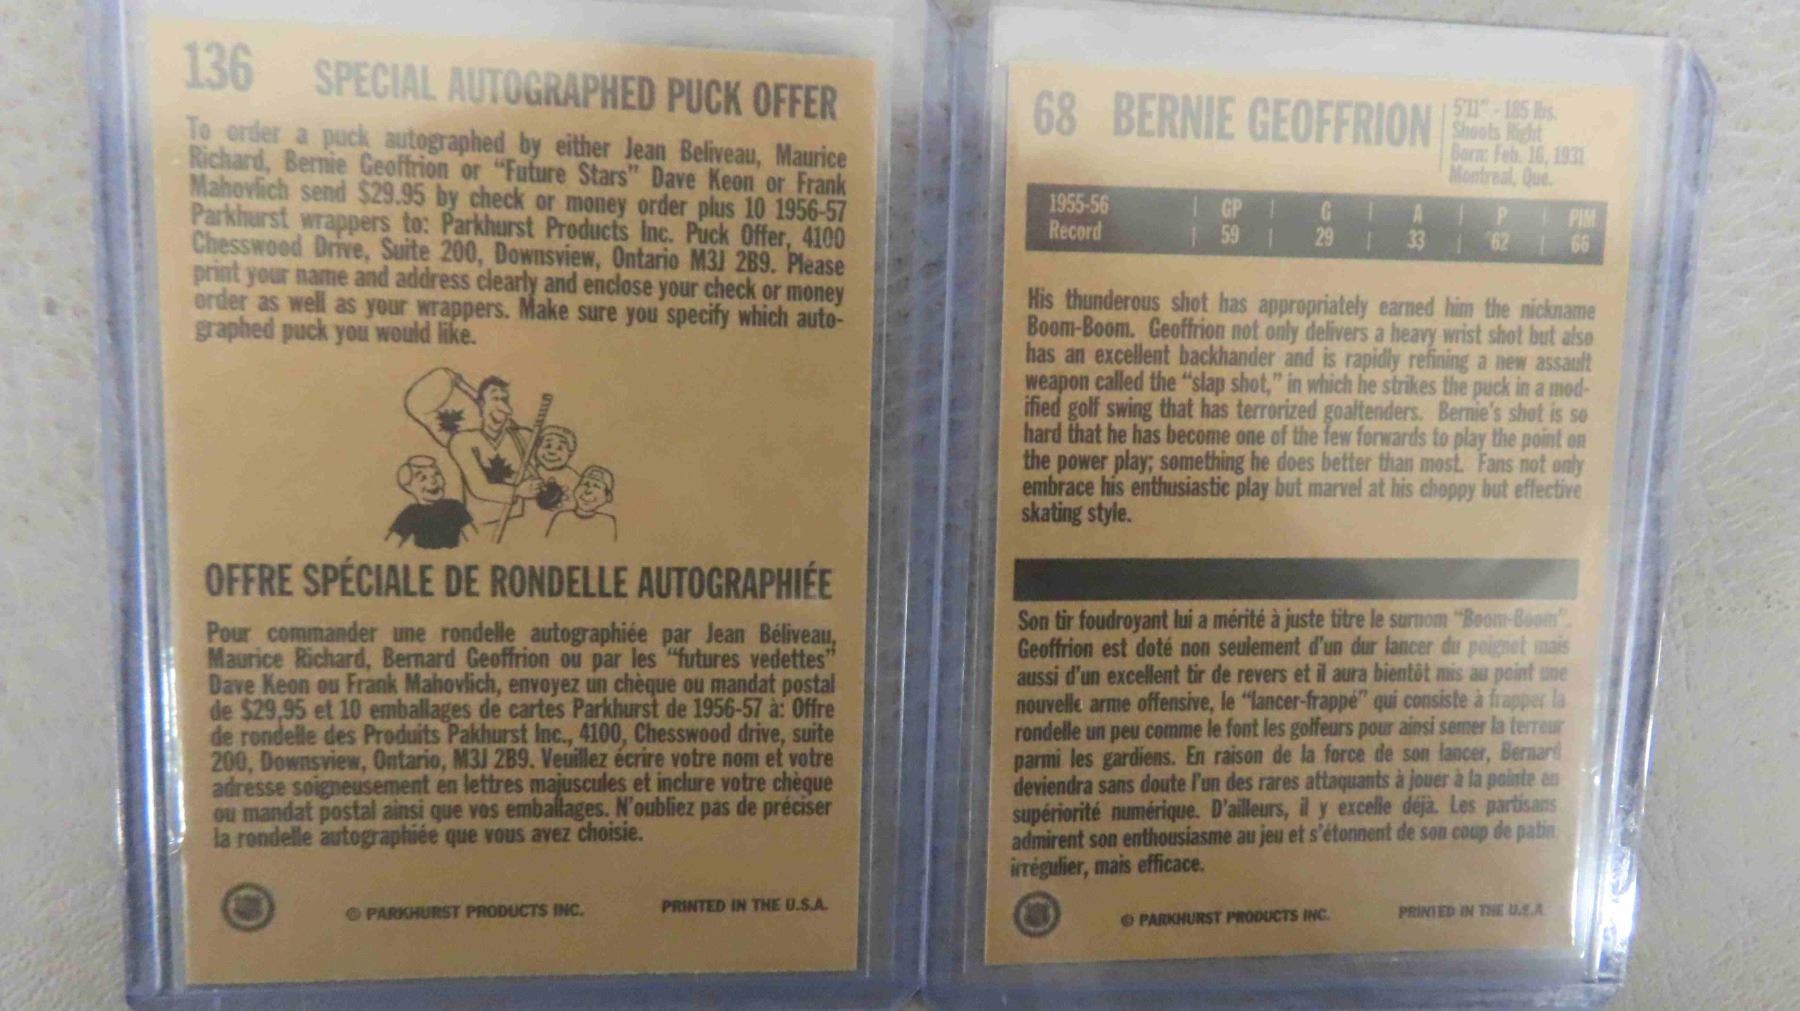 136 SPECIAL AUTOGRAPHED PUCK OFFER
To order a puck autographed by either Jean Beliveau, Maurice
Richard, Bernie Geoffrion or "Future Stars" Dave Keon or Frank
Mahovlich send $29.95 by check or money order plus 10 1956-57
Parkhurst wrappers to: Parkhurst Products Inc. Puck Offer, 4100
Chesswood Drive, Suite 200, Downsview, Ontario M3J 2B9. Please
print your name and address clearly and enclose your check or money
order as well as your wrappers. Make sure you specify which auto-
graphed puck you would like.
OFFRE SPÉCIALE DE RONDELLE AUTOGRAPHIÉE
Pour commander une rondelle autographiée par Jean Béliveau,
Maurice Richard, Bernard Geoffrion ou par les "futures vedettes"
Dave Keon ou Frank Mahovlich, envoyez un chèque ou mandat postal
de $29,95 et 10 emballages de cartes Parkhurst de 1956-57 à: Offre
de rondelle des Produits Pakhurst Inc., 4100, Chesswood drive, suite
200, Downsview, Ontario, M3J 2B9. Veuillez écrire votre nom et votre
adresse soigneusement en lettres majuscules et inclure votre chèque
ou mandat postal ainsi que vos emballages. N'oubliez pas de préciser
la rondelle autographiée que vous avez choisie.
© PARKHURST PRODUCTS INC. PRINTED IN THE U.S.A.
68 BERNIE GEOFFRION
5'11" - 185 lbs.
Shoots Right
Born: Feb. 16, 1931
Montreal, Que.
1955-56 GP G A P PIM
Record 59 29 33 62 66
His thunderous shot has appropriately earned him the nickname
Boom-Boom. Geoffrion not only delivers a heavy wrist shot but also
has an excellent backhander and is rapidly refining a new assault
weapon called the "slap shot," in which he strikes the puck in a mod-
ified golf swing that has terrorized goaltenders. Bernie's shot is so
hard that he has become one of the few forwards to play the point on
the power play; something he does better than most. Fans not only
embrace his enthusiastic play but marvel at his choppy but effective
skating style.
Son tir foudroyant lui a mérité à juste titre le surnom "Boom-Boom".
Geoffrion est doté non seulement d'un dur lancer du poignet mais
aussi d'un excellent tir de revers et il aura bientôt mis au point une
nouvelle arme offensive, le "lancer-frappé" qui consiste à frapper la
rondelle un peu comme le font les golfeurs pour ainsi semer la terreur
parmi les gardiens. En raison de la force de son lancer, Bernard
deviendra sans doute l'un des rares attaquants à jouer à la pointe en
supériorité numérique. D'ailleurs, il y excelle déjà. Les partisans
admirent son enthousiasme au jeu et s'étonnent de son coup de patin
irrégulier, mais efficace.
© PARKHURST PRODUCTS INC. PRINTED IN THE U.S.A.